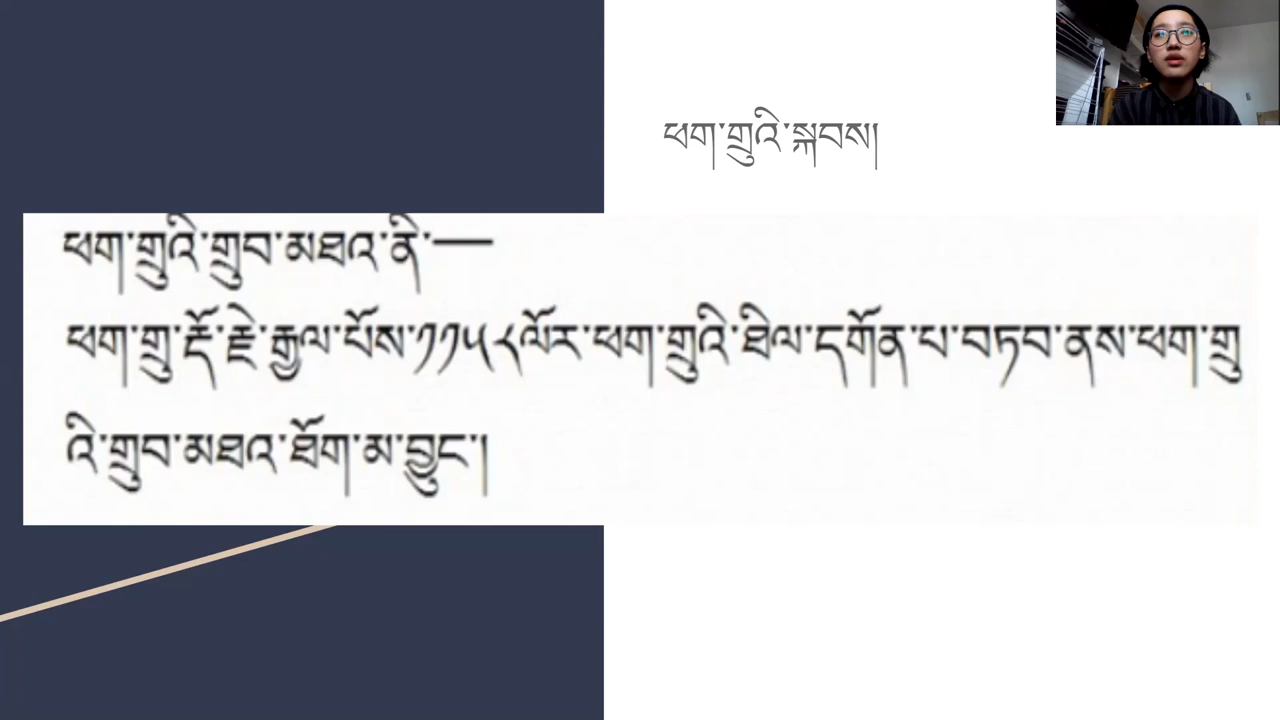 ཕག་གྲུའི་སྐབས།
ཕག་གྲུའི་གྲུབ་མཐའ་ནི་—
ཕག་གྲུ་རྡོ་རྗེ་རྒྱལ་པོས་༡༡༥༨ལོར་ཕག་གྲུའི་ཐིལ་དགོན་པ་བཏབ་ནས་ཕག་གྲུ
འི་གྲུབ་མཐའ་ཐོག་མ་བྱུང་།